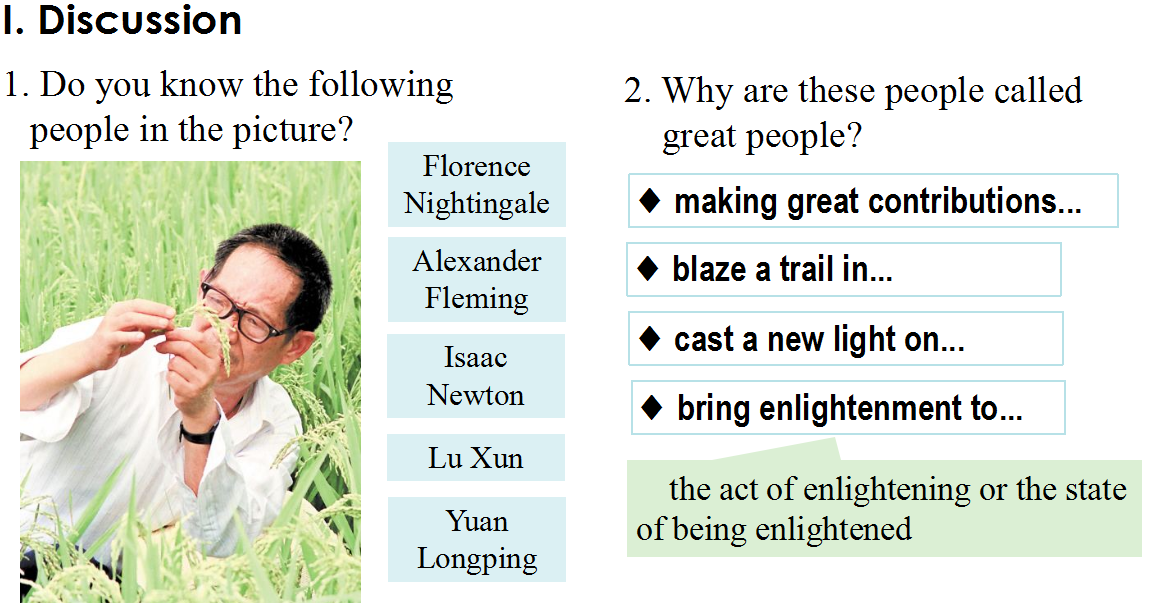 I. Discussion
1. Do you know the following
people in the picture?
Florence
Nightingale
Alexander
Fleming
Isaac
Newton
Lu Xun
Yuan
Longping
2. Why are these people called
great people?
♦ making great contributions...
♦ blaze a trail in...
♦ cast a new light on...
♦ bring enlightenment to...
the act of enlightening or the state
of being enlightened